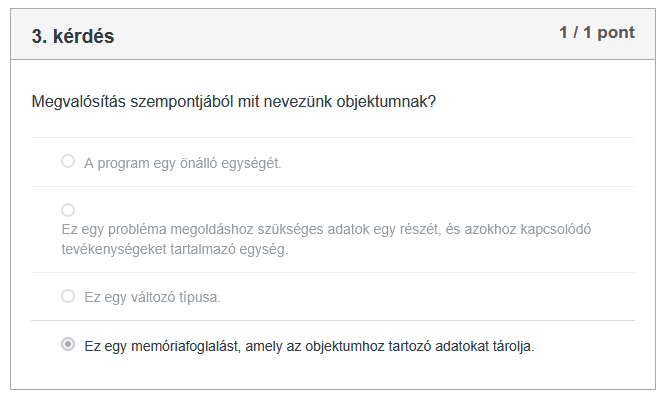 3. kérdés
1 / 1 pont
Megvalósítás szempontjából mit nevezünk objektumnak?
A program egy önálló egységét.
Ez egy probléma megoldáshoz szükséges adatok egy részét, és azokhoz kapcsolódó
tevékenységeket tartalmazó egység.
Ez egy változó típusa.
Ez egy memóriafoglalást, amely az objektumhoz tartozó adatokat tárolja.